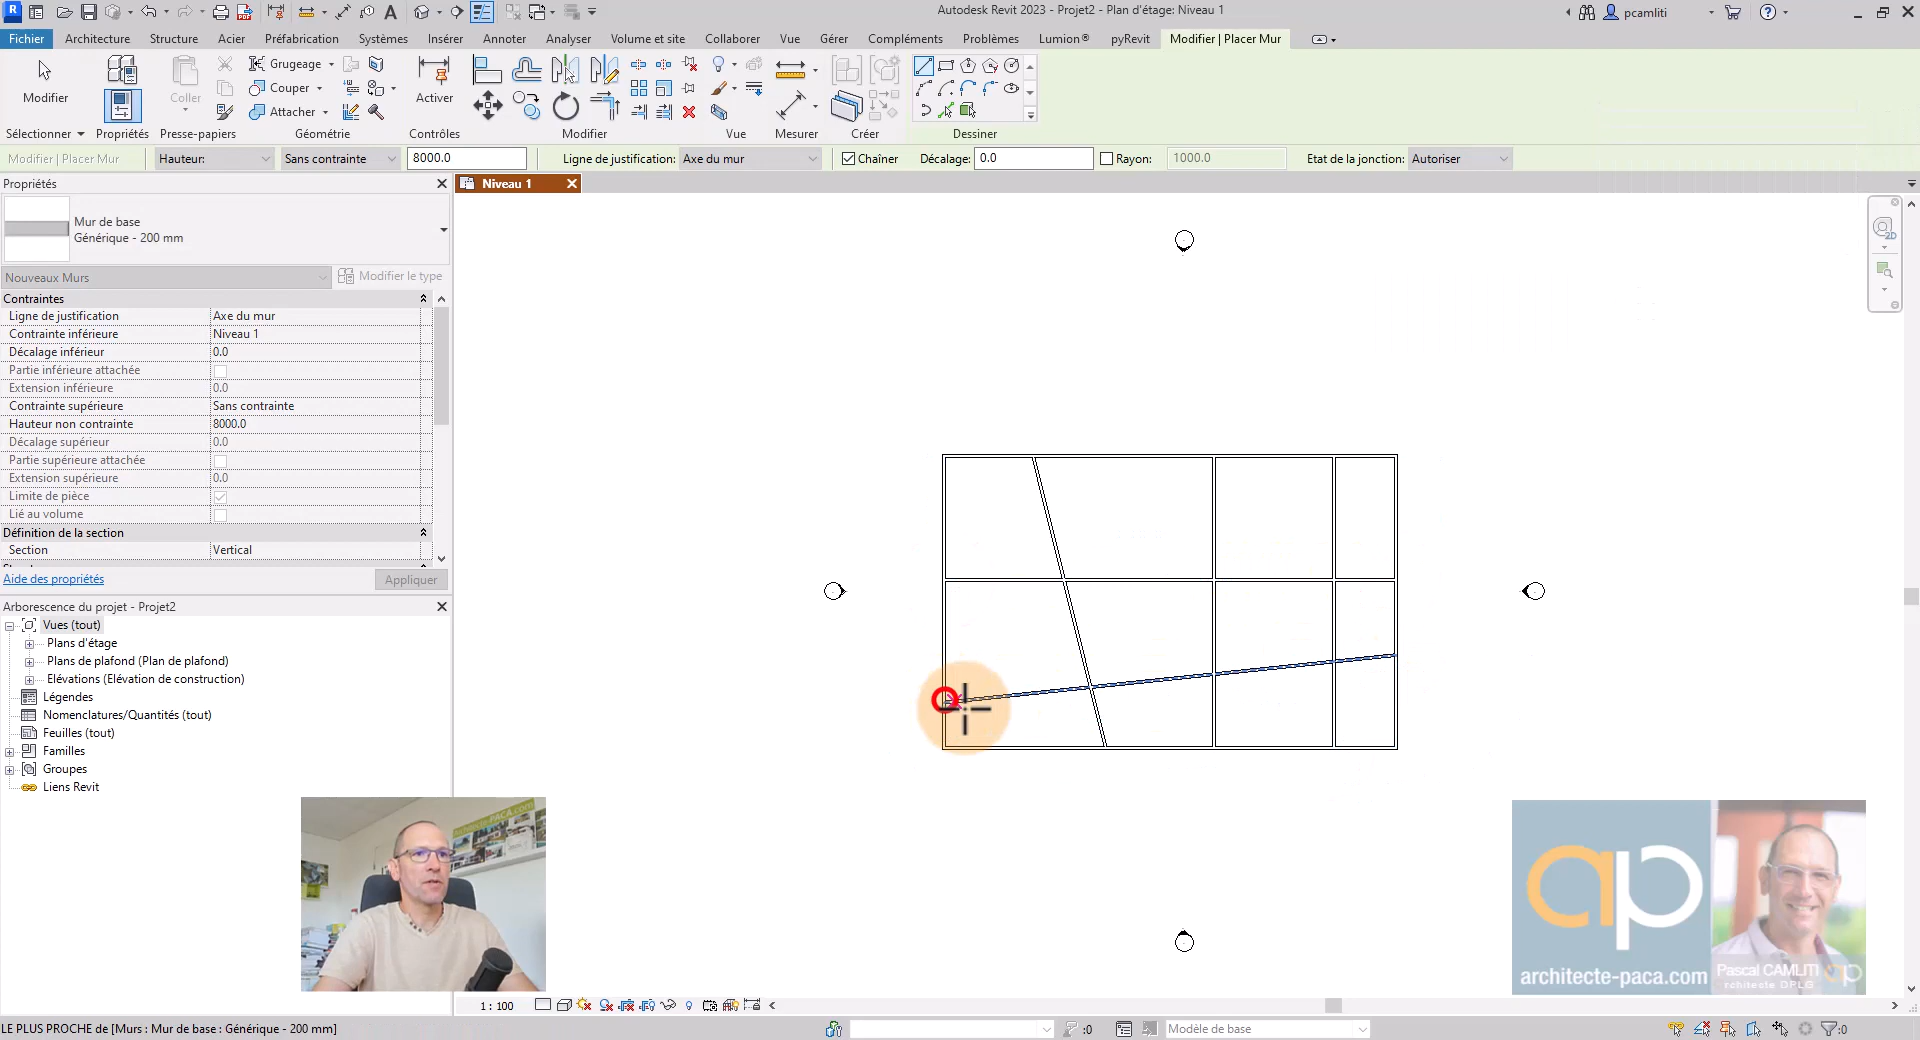 Autodesk Revit 2023 - Projet2 - Plan d'étage: Niveau 1
pcamliti
Fichier
Architecture
Structure
Acier
Préfabrication
Systèmes
Insérer
Annoter
Analyser
Volume et site
Collaborer
Vue
Gérer
Compléments
Problèmes
Lumion®
pyRevit
Modifier | Placer Mur
Modifier
Coller
Grugeage
Couper
Attacher
Activer
Sélectionner
Propriétés
Presse-papiers
Géométrie
Contrôles
Modifier
Vue
Mesurer
Créer
Dessiner
Modifier | Placer Mur
Hauteur:
Sans contrainte
8000.0
Ligne de justification:
Axe du mur
Chaîner
Décalage:
0.0
Rayon:
1000.0
Etat de la jonction:
Autoriser
Propriétés
Niveau 1
Mur de base
Générique - 200 mm
Nouveaux Murs
Modifier le type
Contraintes
Ligne de justification Axe du mur
Contrainte inférieure Niveau 1
Décalage inférieur 0.0
Partie inférieure attachée
Extension inférieure 0.0
Contrainte supérieure Sans contrainte
Hauteur non contrainte 8000.0
Décalage supérieur 0.0
Partie supérieure attachée
Extension supérieure 0.0
Limite de pièce
Lié au volume
Définition de la section
Section Vertical
Aide des propriétés
Appliquer
Arborescence du projet - Projet2
Vues (tout)
Plans d'étage
Plans de plafond (Plan de plafond)
Elévations (Elévation de construction)
Légendes
Nomenclatures/Quantités (tout)
Feuilles (tout)
Familles
Groupes
Liens Revit
2D
ap
architecte-paca.com
Pascal CAMLITI
1 : 100
LE PLUS PROCHE de [Murs : Mur de base : Générique - 200 mm]
:0
Modèle de base
:0